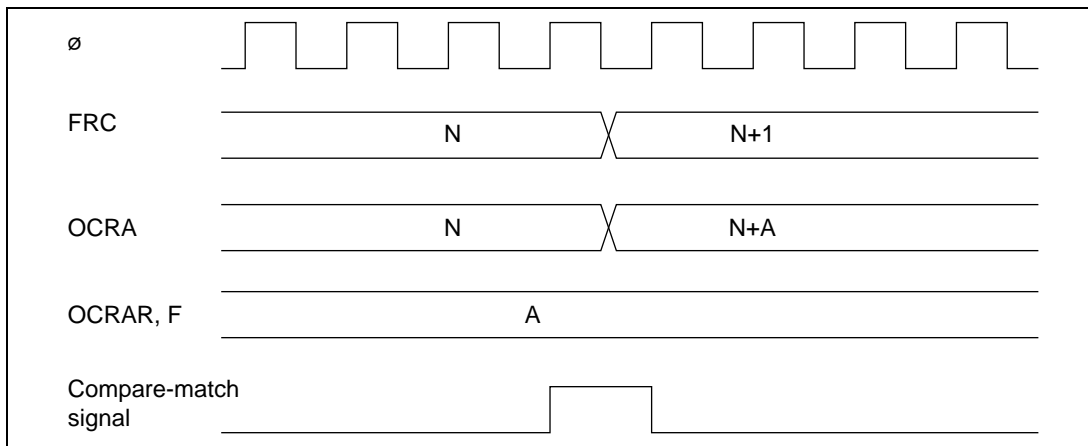 ø
FRC N N+1
OCRA N N+A
OCRAR, F A
Compare-match
signal